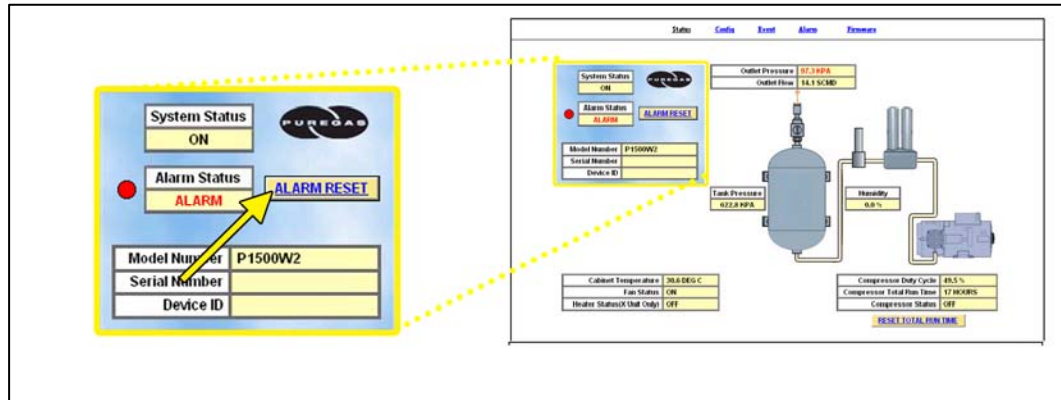 System Status
ON
PUREGAS
Alarm Status
ALARM
ALARM RESET
Model Number P1500W2
Serial Number
Device ID
Status Config Event Alarm Firmware
System Status
ON
PUREGAS
Alarm Status
ALARM
ALARM RESET
Model Number P1500W2
Serial Number
Device ID
Outlet Pressure 97.3 KPA
Outlet Flow 14.1 SCMD
Tank Pressure
622.8 KPA
Humidity
0.0 %
Cabinet Temperature 30.6 DEG C
Fan Status ON
Heater Status(X Unit Only) OFF
Compressor Duty Cycle 49.5 %
Compressor Total Run Time 17 HOURS
Compressor Status OFF
RESET TOTAL RUN TIME